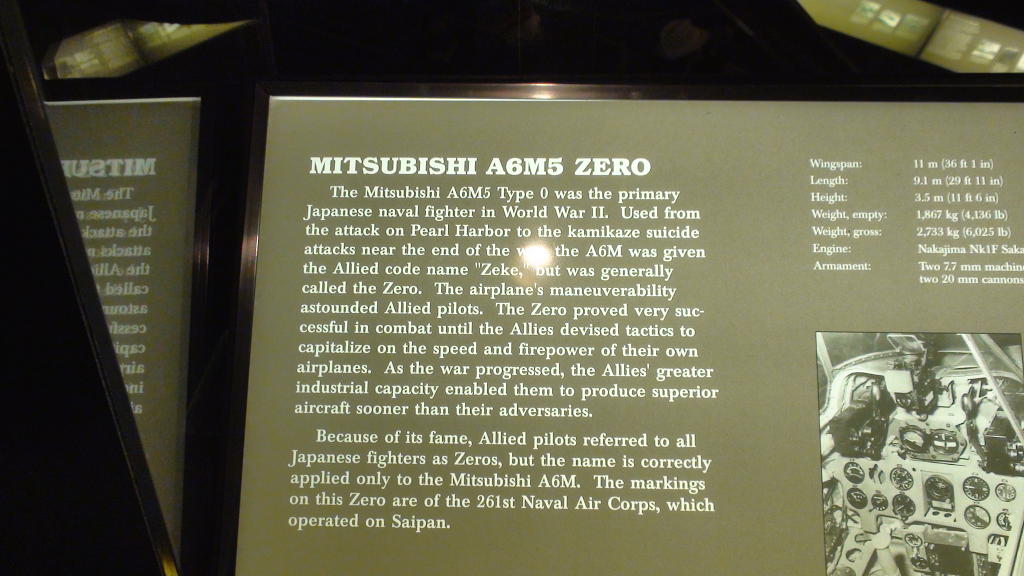 MITSUBISHI A6M5 ZERO
The Mitsubishi A6M5 Type 0 was the primary
Japanese naval fighter in World War II. Used from
the attack on Pearl Harbor to the kamikaze suicide
attacks near the end of the the A6M was given
the Allied code name "Zeke," but was generally
called the Zero. The airplane's maneuverability
astounded Allied pilots. The Zero proved very suc-
cessful in combat until the Allies devised tactics to
capitalize on the speed and firepower of their own
airplanes. As the war progressed, the Allies' greater
industrial capacity enabled them to produce superior
aircraft sooner than their adversaries.
Because of its fame, Allied pilots referred to all
Japanese fighters as Zeros, but the name is correctly
applied only to the Mitsubishi A6M. The markings
on this Zero are of the 261st Naval Air Corps, which
operated on Saipan.
Wingspan: 11 m (36 ft 1 in)
Length: 9.1 m (29 ft 11 in)
Height: 3.5 m (11 ft 6 in)
Weight, empty: 1,867 kg (4,136 lb)
Weight, gross: 2,733 kg (6,025 lb)
Engine: Nakajima Nk1F Saka
Armament: Two 7.7 mm machin
two 20 mm cannons